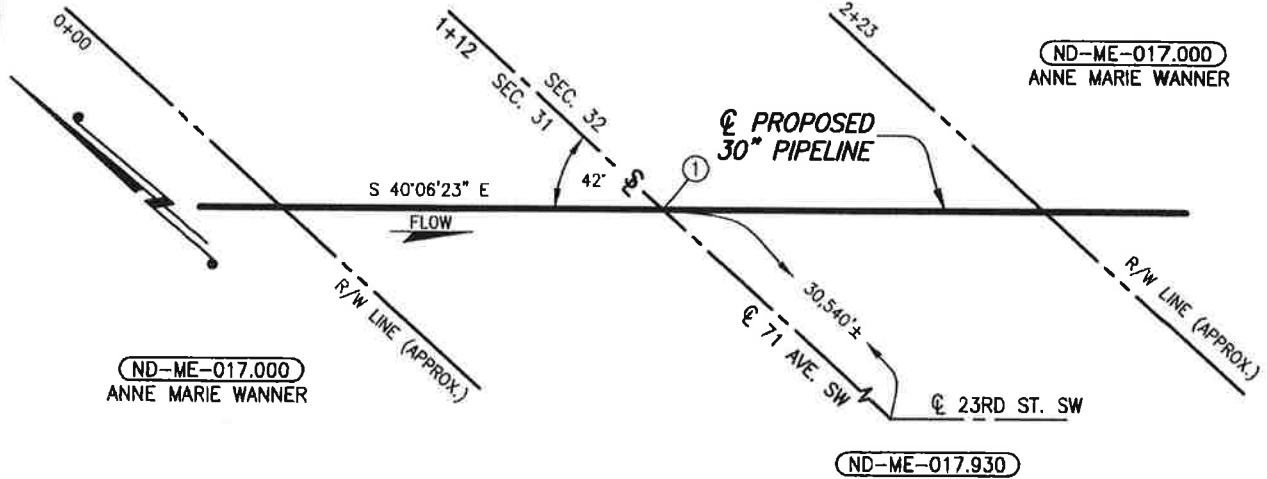 0+00
1+12
SEC. 32
SEC. 31
2+23
ND-ME-017.000
ANNE MARIE WANNER
℄ PROPOSED
30" PIPELINE
1
S 40°06'23" E
42°
FLOW
R/W LINE (APPROX.)
30,540'±
℄ 71 AVE. SW
R/W LINE (APPROX.)
ND-ME-017.000
ANNE MARIE WANNER
℄ 23RD ST. SW
ND-ME-017.930